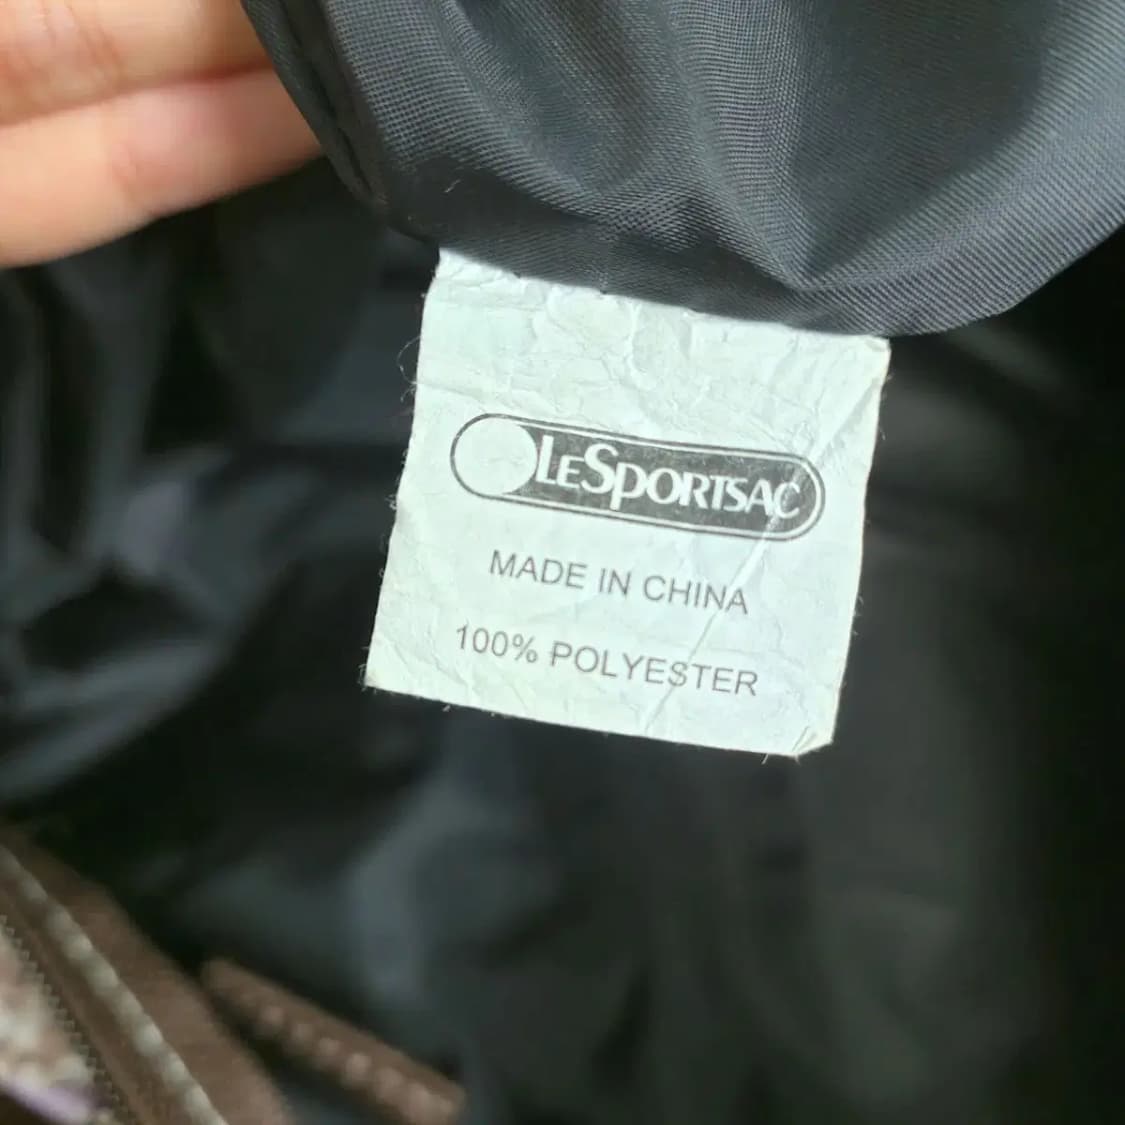 LESPORTSAC
MADE IN CHINA
100% POLYESTER